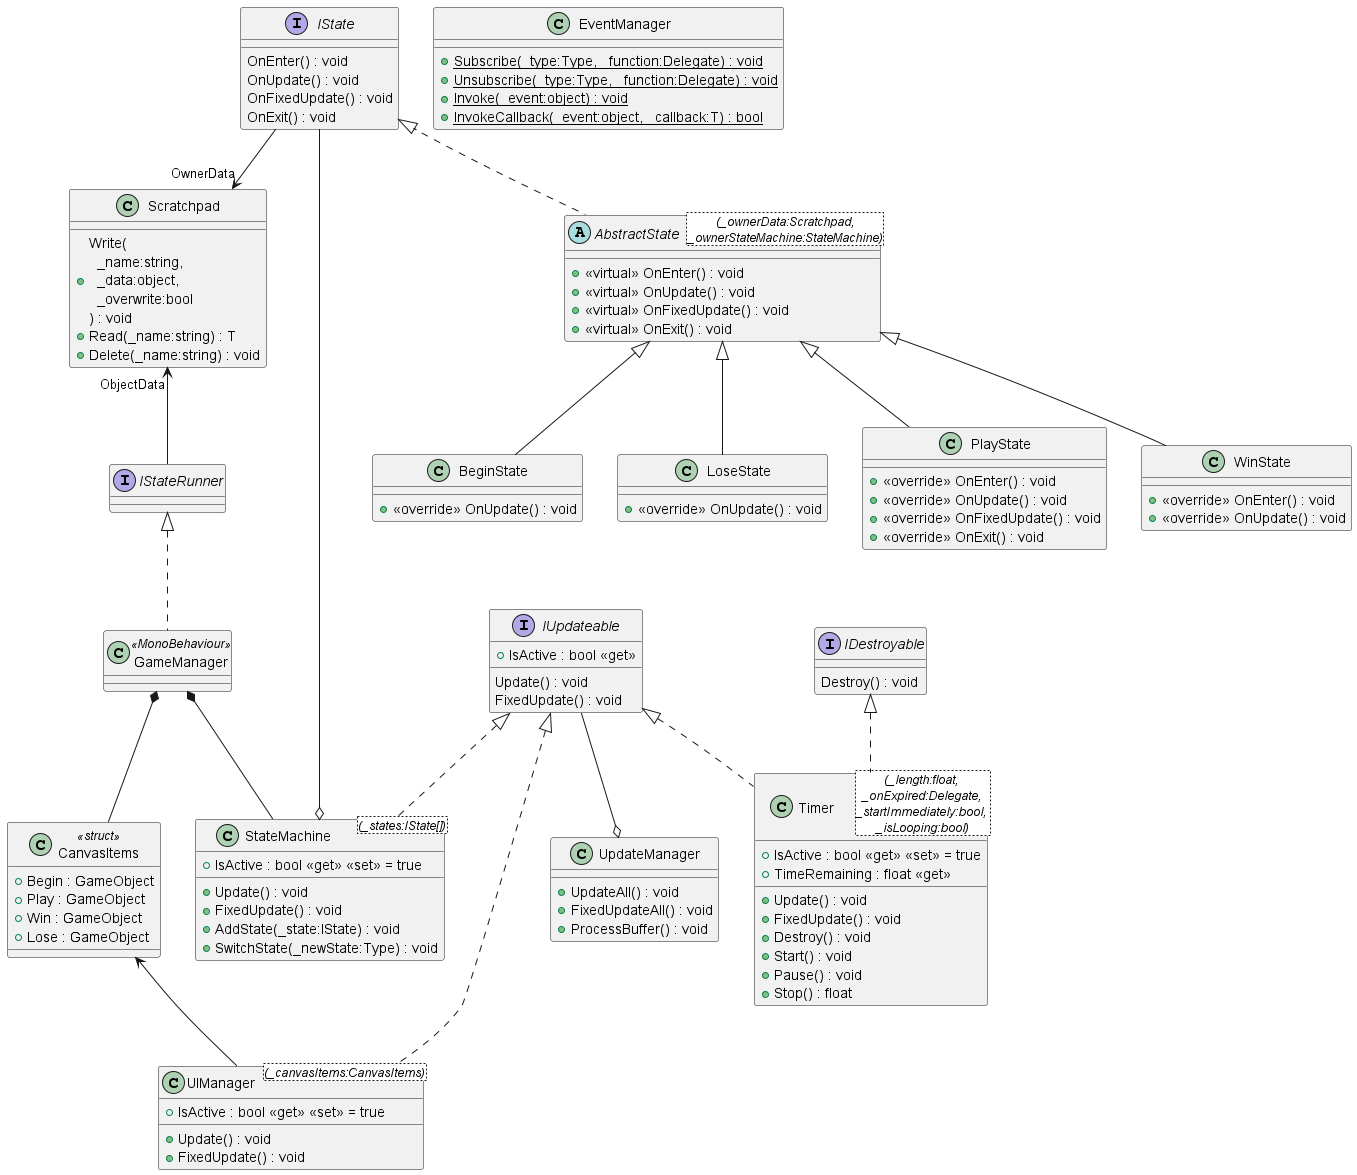 I IState
OnEnter() : void
OnUpdate() : void
OnFixedUpdate() : void
OnExit() : void
C EventManager
Subscribe(_type:Type, _function:Delegate) : void
Unsubscribe(_type:Type, _function:Delegate) : void
Invoke(_event:object) : void
InvokeCallback(_event:object, _callback:T) : bool
OwnerData
C Scratchpad
Write(
_name:string,
_data:object,
_overwrite:bool
) : void
Read(_name:string) : T
Delete(_name:string) : void
A AbstractState
(_ownerData:Scratchpad,
_ownerStateMachine:StateMachine)
«virtual» OnEnter() : void
«virtual» OnUpdate() : void
«virtual» OnFixedUpdate() : void
«virtual» OnExit() : void
ObjectData
I IStateRunner
C BeginState
«override» OnUpdate() : void
C LoseState
«override» OnUpdate() : void
C PlayState
«override» OnEnter() : void
«override» OnUpdate() : void
«override» OnFixedUpdate() : void
«override» OnExit() : void
C WinState
«override» OnEnter() : void
«override» OnUpdate() : void
C «MonoBehaviour»
GameManager
I IUpdateable
IsActive : bool «get»
Update() : void
FixedUpdate() : void
I IDestroyable
Destroy() : void
C «struct»
CanvasItems
Begin : GameObject
Play : GameObject
Win : GameObject
Lose : GameObject
C StateMachine
(_states:IState[])
IsActive : bool «get» «set» = true
Update() : void
FixedUpdate() : void
AddState(_state:IState) : void
SwitchState(_newState:Type) : void
C UpdateManager
UpdateAll() : void
FixedUpdateAll() : void
ProcessBuffer() : void
C Timer
(_length:float,
_onExpired:Delegate,
_startImmediately:bool,
_isLooping:bool)
IsActive : bool «get» «set» = true
TimeRemaining : float «get»
Update() : void
FixedUpdate() : void
Destroy() : void
Start() : void
Pause() : void
Stop() : float
C UIManager
(_canvasItems:CanvasItems)
IsActive : bool «get» «set» = true
Update() : void
FixedUpdate() : void